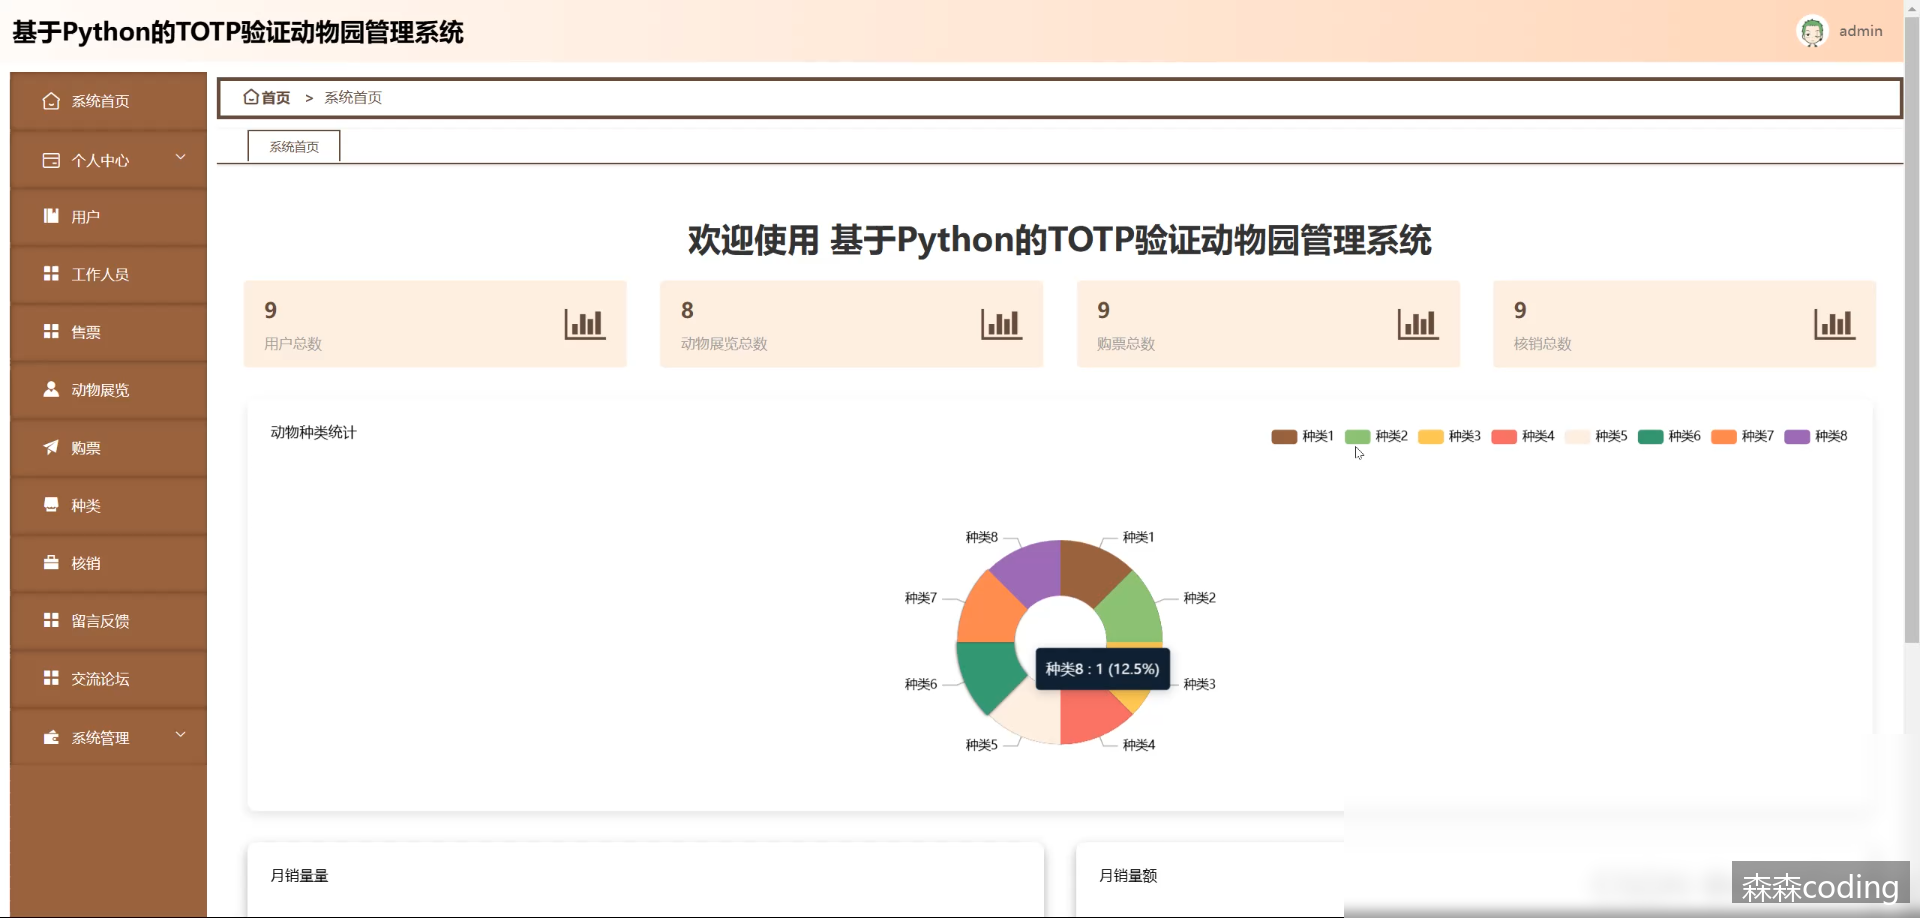 基于Python的TOTP验证动物园管理系统
admin
系统首页
个人中心
用户
工作人员
售票
动物展览
购票
种类
核销
留言反馈
交流论坛
系统管理
首页 > 系统首页
系统首页
欢迎使用 基于Python的TOTP验证动物园管理系统
9
用户总数
8
动物展览总数
9
购票总数
9
核销总数
动物种类统计
种类1 种类2 种类3 种类4 种类5 种类6 种类7 种类8
种类8
种类1
种类7
种类2
种类8 : 1 (12.5%)
种类6
种类3
种类5
种类4
月销量量
月销量额
森森coding